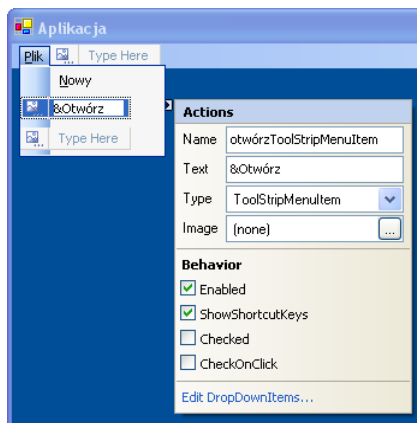 Aplikacja
Plik Type Here
Nowy
&Otwórz
Type Here
Actions
Name otwórzToolStripMenuItem
Text &Otwórz
Type ToolStripMenuItem
Image (none) ...
Behavior
Enabled
ShowShortcutKeys
Checked
CheckOnClick
Edit DropDownItems...